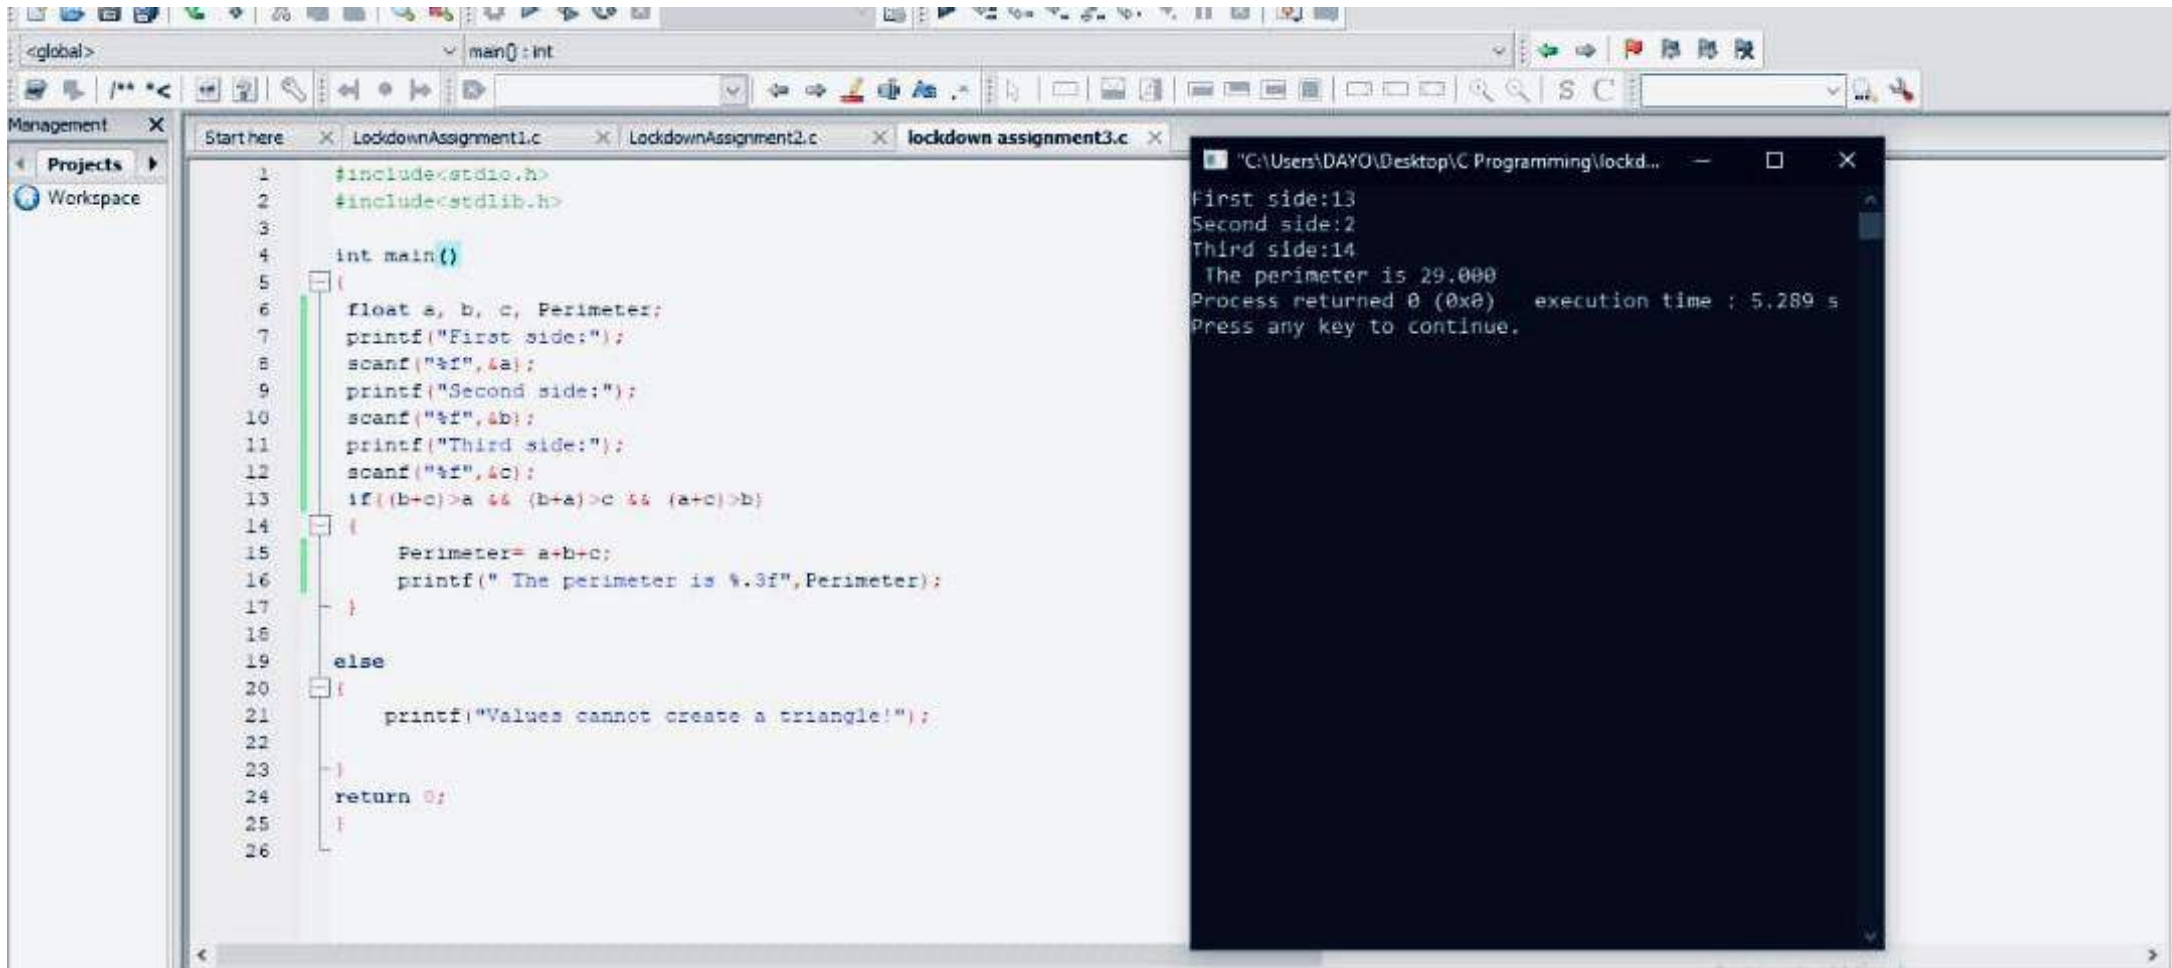 <global>
main() : int
/** *<
S C
Management
Projects
Workspace
Start here
LockdownAssignment1.c
LockdownAssignment2.c
lockdown assignment3.c
1 #include<stdio.h>
2 #include<stdlib.h>
3
4 int main()
5 {
6 float a, b, c, Perimeter;
7 printf("First side:");
8 scanf("%f",&a);
9 printf("Second side:");
10 scanf("%f",&b);
11 printf("Third side:");
12 scanf("%f",&c);
13 if((b+c)>a && (b+a)>c && (a+c)>b)
14 {
15 Perimeter= a+b+c;
16 printf(" The perimeter is %.3f",Perimeter);
17 }
18
19 else
20 {
21 printf("Values cannot create a triangle!");
22
23 }
24 return 0;
25 }
26
"C:\Users\DAYO\Desktop\C Programming\lockd...
First side:13
Second side:2
Third side:14
The perimeter is 29.000
Process returned 0 (0x0) execution time : 5.289 s
Press any key to continue.